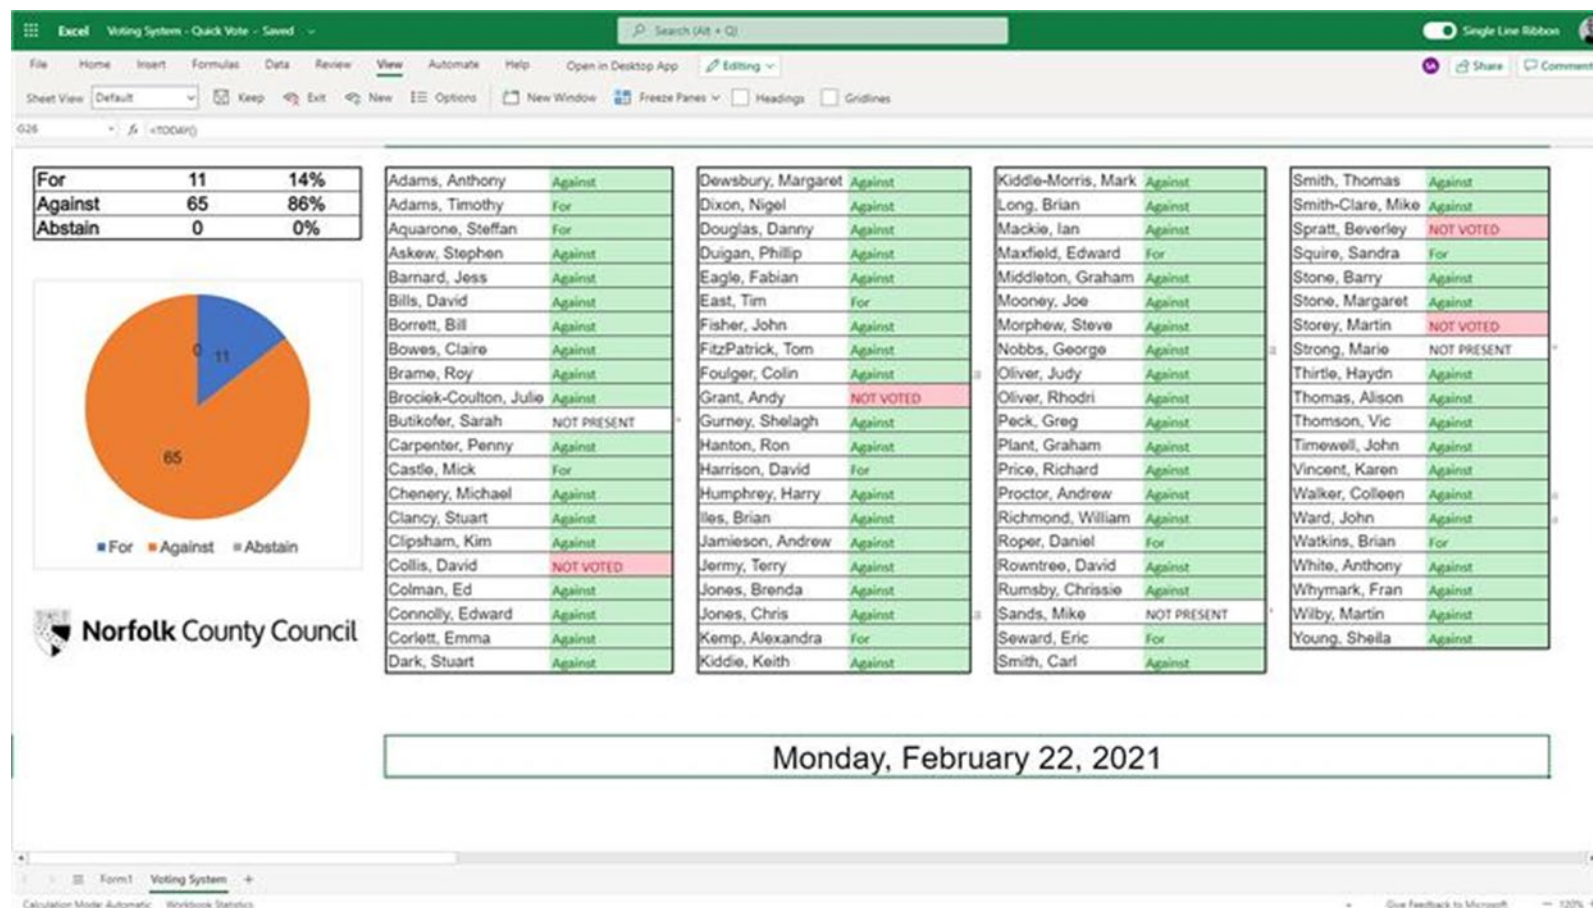 Excel Voting System - Quick Vote - Saved
Search (Alt + Q)
Single Line Ribbon
File Home Insert Formulas Data Review View Automate Help Open in Desktop App Editing
Share Comment
Sheet View Default Keep Exit New Options New Window Freeze Panes Headings Gridlines
G26 fx =TODAY()
For 11 14%
Against 65 86%
Abstain 0 0%
0
11
65
For Against Abstain
Norfolk County Council
Adams, Anthony Against
Adams, Timothy For
Aquarone, Steffan For
Askew, Stephen Against
Barnard, Jess Against
Bills, David Against
Borrett, Bill Against
Bowes, Claire Against
Brame, Roy Against
Brociek-Coulton, Julie Against
Butikofer, Sarah NOT PRESENT
Carpenter, Penny Against
Castle, Mick For
Chenery, Michael Against
Clancy, Stuart Against
Clipsham, Kim Against
Collis, David NOT VOTED
Colman, Ed Against
Connolly, Edward Against
Corlett, Emma Against
Dark, Stuart Against
Dewsbury, Margaret Against
Dixon, Nigel Against
Douglas, Danny Against
Duigan, Phillip Against
Eagle, Fabian Against
East, Tim For
Fisher, John Against
FitzPatrick, Tom Against
Foulger, Colin Against
Grant, Andy NOT VOTED
Gurney, Shelagh Against
Hanton, Ron Against
Harrison, David For
Humphrey, Harry Against
Iles, Brian Against
Jamieson, Andrew Against
Jermy, Terry Against
Jones, Brenda Against
Jones, Chris Against
Kemp, Alexandra For
Kiddie, Keith Against
Kiddle-Morris, Mark Against
Long, Brian Against
Mackie, Ian Against
Maxfield, Edward For
Middleton, Graham Against
Mooney, Joe Against
Morphew, Steve Against
Nobbs, George Against
Oliver, Judy Against
Oliver, Rhodri Against
Peck, Greg Against
Plant, Graham Against
Price, Richard Against
Proctor, Andrew Against
Richmond, William Against
Roper, Daniel For
Rowntree, David Against
Rumsby, Chrissie Against
Sands, Mike NOT PRESENT
Seward, Eric For
Smith, Carl Against
Smith, Thomas Against
Smith-Clare, Mike Against
Spratt, Beverley NOT VOTED
Squire, Sandra For
Stone, Barry Against
Stone, Margaret Against
Storey, Martin NOT VOTED
Strong, Marie NOT PRESENT
Thirtle, Haydn Against
Thomas, Alison Against
Thomson, Vic Against
Timewell, John Against
Vincent, Karen Against
Walker, Colleen Against
Ward, John Against
Watkins, Brian For
White, Anthony Against
Whymark, Fran Against
Wilby, Martin Against
Young, Sheila Against
Monday, February 22, 2021
Form1 Voting System +
Calculation Mode: Automatic Workbook Statistics
Give Feedback to Microsoft 120%